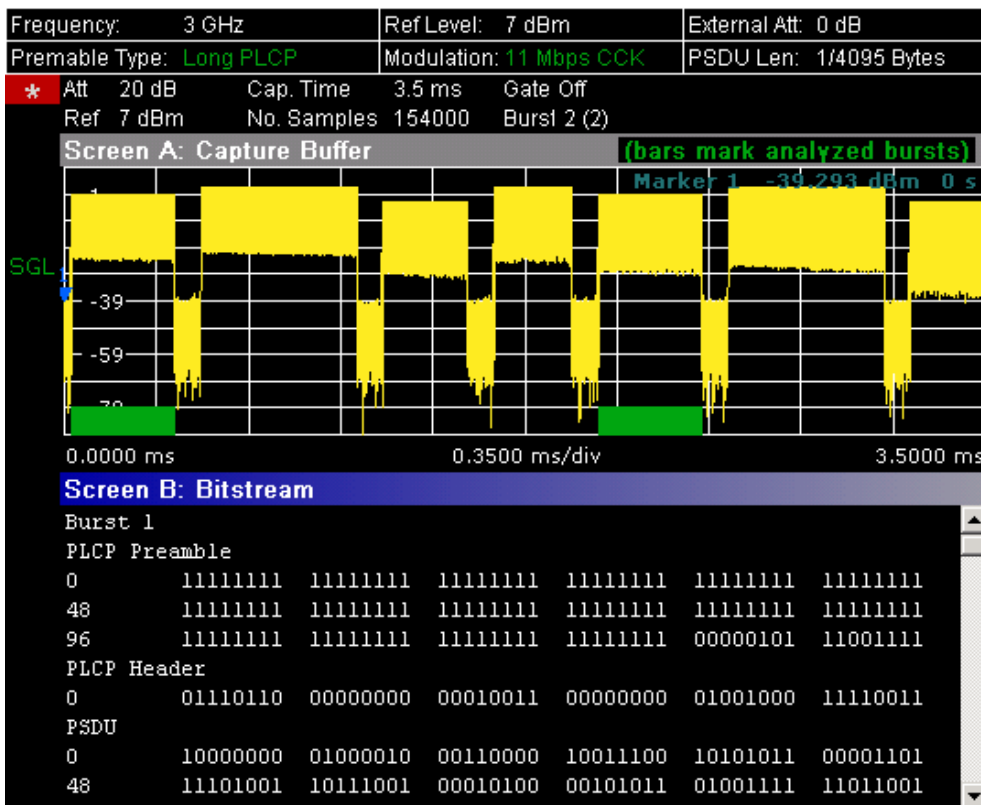 Frequency: 3 GHz Ref Level: 7 dBm External Att: 0 dB
Premable Type: Long PLCP Modulation: 11 Mbps CCK PSDU Len: 1/4095 Bytes
* Att 20 dB Cap. Time 3.5 ms Gate Off
Ref 7 dBm No. Samples 154000 Burst 2 (2)
Screen A: Capture Buffer (bars mark analyzed bursts)
Marker 1 -39.293 dBm 0 s
SGL 1
-39
-59
-79
0.0000 ms 0.3500 ms/div 3.5000 ms
Screen B: Bitstream
Burst 1
PLCP Preamble
0 11111111 11111111 11111111 11111111 11111111 11111111
48 11111111 11111111 11111111 11111111 11111111 11111111
96 11111111 11111111 11111111 11111111 00000101 11001111
PLCP Header
0 01110110 00000000 00010011 00000000 01001000 11110011
PSDU
0 10000000 01000010 00110000 10011100 10101011 00001101
48 11101001 10111001 00010100 00101011 01001111 11011001